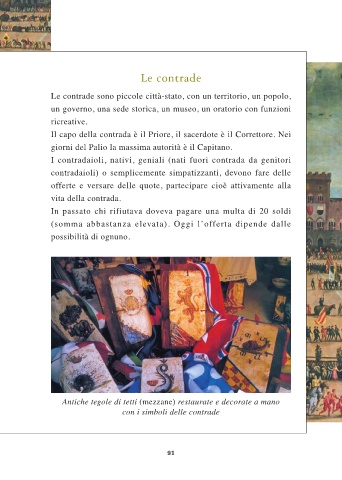 Le contrade
Le contrade sono piccole città-stato, con un territorio, un popolo,
un governo, una sede storica, un museo, un oratorio con funzioni
ricreative.
Il capo della contrada è il Priore, il sacerdote è il Correttore. Nei
giorni del Palio la massima autorità è il Capitano.
I contradaioli, nativi, geniali (nati fuori contrada da genitori
contradaioli) o semplicemente simpatizzanti, devono fare delle
offerte e versare delle quote, partecipare cioè attivamente alla
vita della contrada.
In passato chi rifiutava doveva pagare una multa di 20 soldi
(somma abbastanza elevata). Oggi l'offerta dipende dalle
possibilità di ognuno.
Antiche tegole di tetti (mezzane) restaurate e decorate a mano
con i simboli delle contrade
93